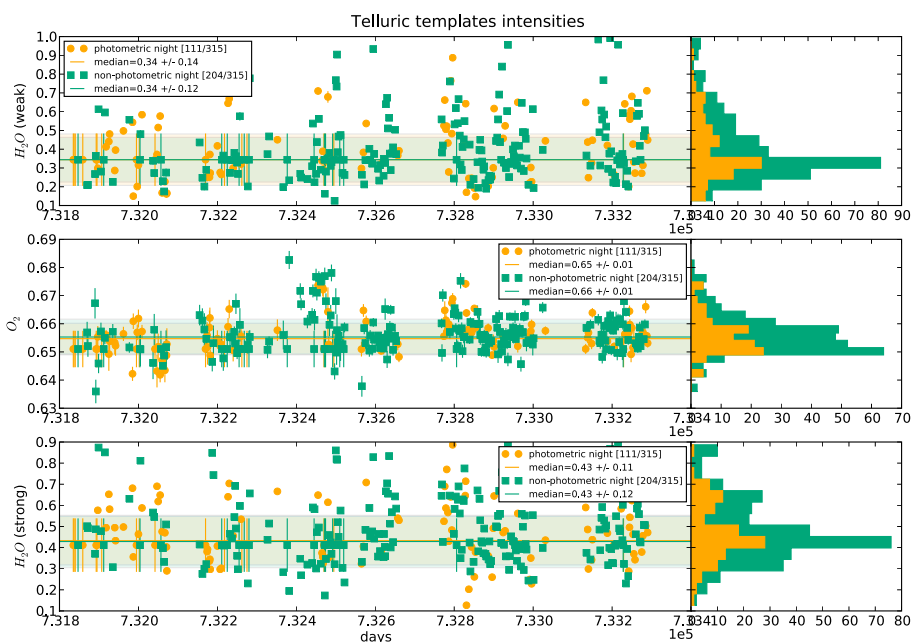 Telluric templates intensities
H₂O (weak)
1.0
0.9
0.8
0.7
0.6
0.5
0.4
0.3
0.2
0.1
photometric night [111/315]
median=0.34 +/- 0.14
non-photometric night [204/315]
median=0.34 +/- 0.12
7.318 7.320 7.322 7.324 7.326 7.328 7.330 7.332 7.334
1e5
10 20 30 40 50 60 70 80 90
O₂
0.69
0.68
0.67
0.66
0.65
0.64
0.63
photometric night [111/315]
median=0.65 +/- 0.01
non-photometric night [204/315]
median=0.66 +/- 0.01
7.318 7.320 7.322 7.324 7.326 7.328 7.330 7.332 7.334
1e5
10 20 30 40 50 60 70
H₂O (strong)
0.9
0.8
0.7
0.6
0.5
0.4
0.3
0.2
0.1
photometric night [111/315]
median=0.43 +/- 0.11
non-photometric night [204/315]
median=0.43 +/- 0.12
7.318 7.320 7.322 7.324 7.326 7.328 7.330 7.332 7.334
1e5
10 20 30 40 50 60 70 80
days